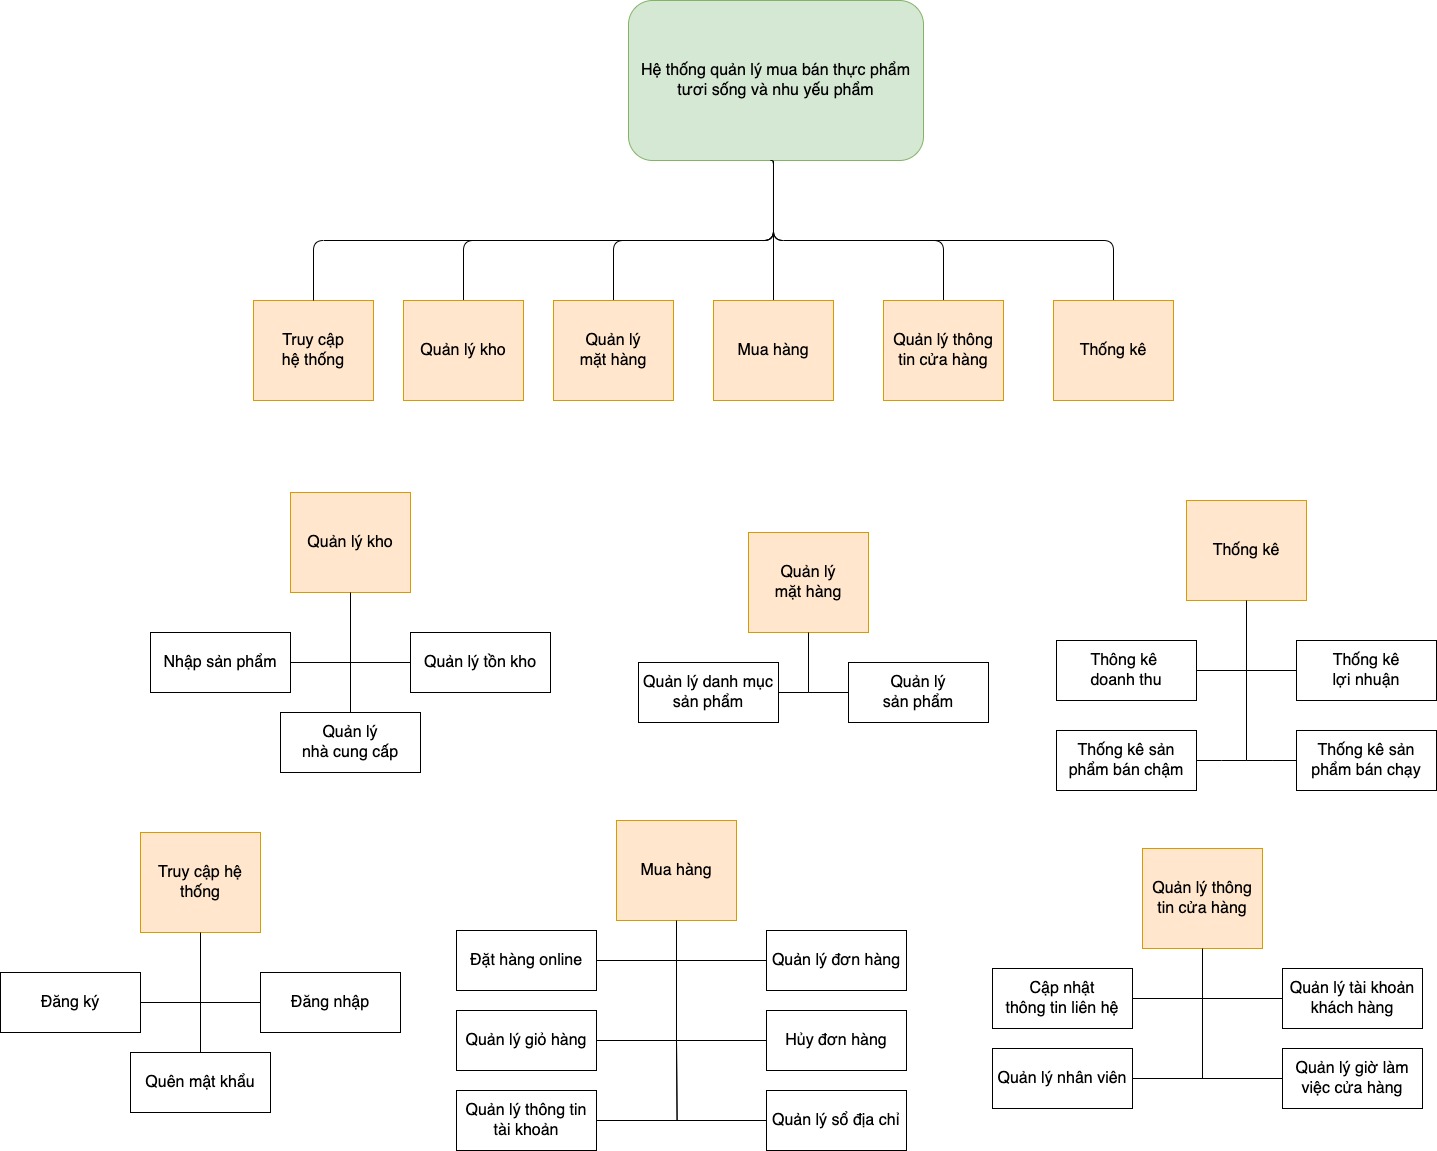 Hệ thống quản lý mua bán thực phẩm
tươi sống và nhu yếu phẩm
Truy cập
hệ thống
Quản lý kho
Quản lý
mặt hàng
Mua hàng
Quản lý thông
tin cửa hàng
Thống kê
Quản lý kho
Nhập sản phẩm
Quản lý tồn kho
Quản lý
nhà cung cấp
Quản lý
mặt hàng
Quản lý danh mục
sản phẩm
Quản lý
sản phẩm
Thống kê
Thông kê
doanh thu
Thống kê
lợi nhuận
Thống kê sản
phẩm bán chậm
Thống kê sản
phẩm bán chạy
Truy cập hệ
thống
Đăng ký
Đăng nhập
Quên mật khẩu
Mua hàng
Đặt hàng online
Quản lý đơn hàng
Quản lý giỏ hàng
Hủy đơn hàng
Quản lý thông tin
tài khoản
Quản lý sổ địa chỉ
Quản lý thông
tin cửa hàng
Cập nhật
thông tin liên hệ
Quản lý tài khoản
khách hàng
Quản lý nhân viên
Quản lý giờ làm
việc cửa hàng